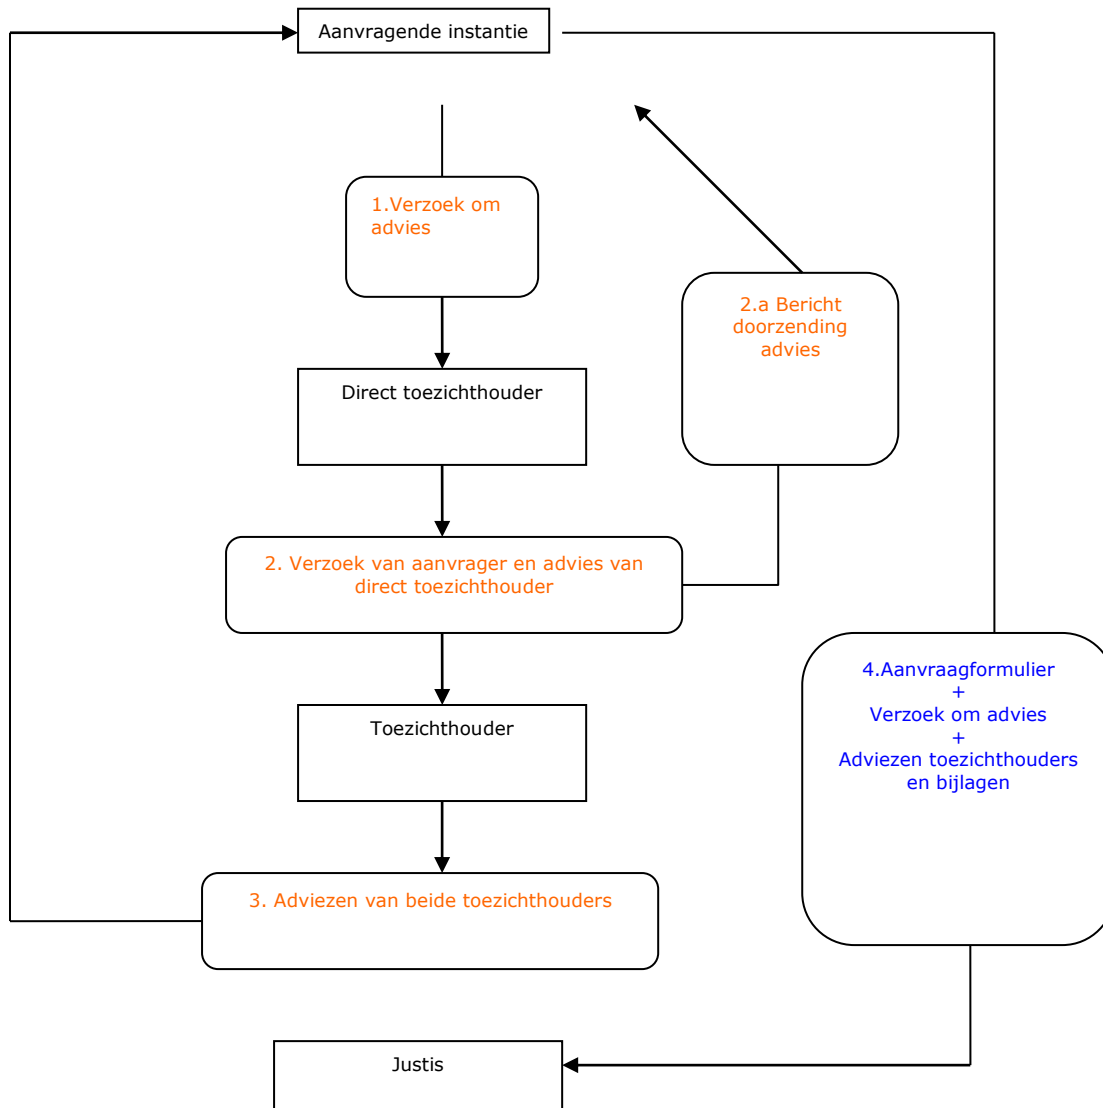 Aanvragende instantie
1.Verzoek om
advies
2.a Bericht
doorzending
advies
Direct toezichthouder
2. Verzoek van aanvrager en advies van
direct toezichthouder
4.Aanvraagformulier
+
Verzoek om advies
+
Adviezen toezichthouders
en bijlagen
Toezichthouder
3. Adviezen van beide toezichthouders
Justis